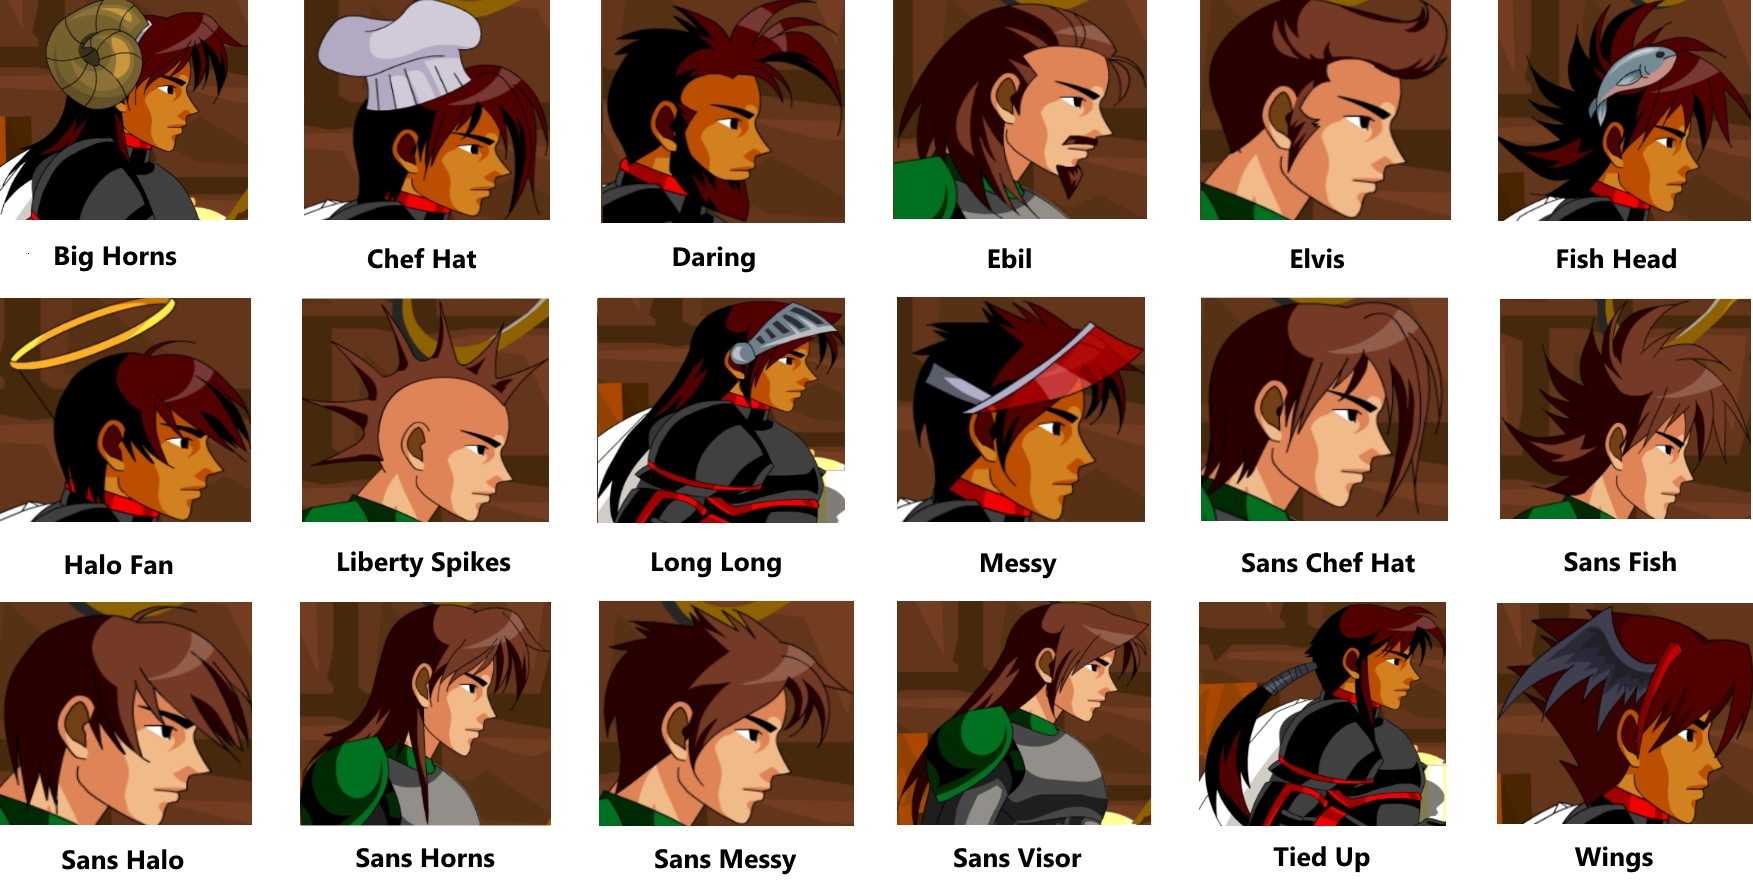 Big Horns
Chef Hat
Daring
Ebil
Elvis
Fish Head
Halo Fan
Liberty Spikes
Long Long
Messy
Sans Chef Hat
Sans Fish
Sans Halo
Sans Horns
Sans Messy
Sans Visor
Tied Up
Wings